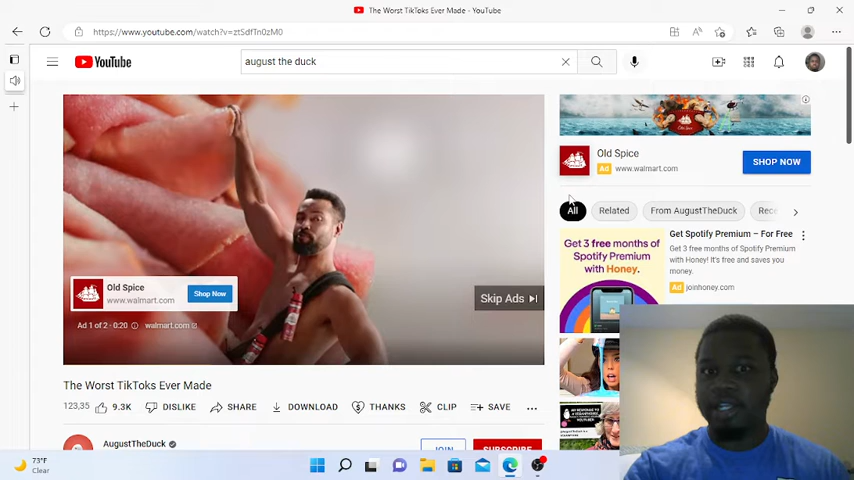 The Worst TikToks Ever Made - YouTube
https://www.youtube.com/watch?v=ztSdfTn0zM0
YouTube
august the duck
Old Spice
Ad
www.walmart.com
SHOP NOW
All
Related
From AugustTheDuck
Rece
Get Spotify Premium – For Free
Get 3 free months of Spotify
Premium with Honey! It's free and saves you
money.
Ad joinhoney.com
Get 3 free months of
Spotify Premium
with Honey.
Old Spice
www.walmart.com
Shop Now
Skip Ads
Ad 1 of 2 · 0:20
walmart.com
The Worst TikToks Ever Made
123,35
9.3K
DISLIKE
SHARE
DOWNLOAD
THANKS
CLIP
SAVE
AugustTheDuck
JOIN
SUBSCRIBE
73°F
Clear